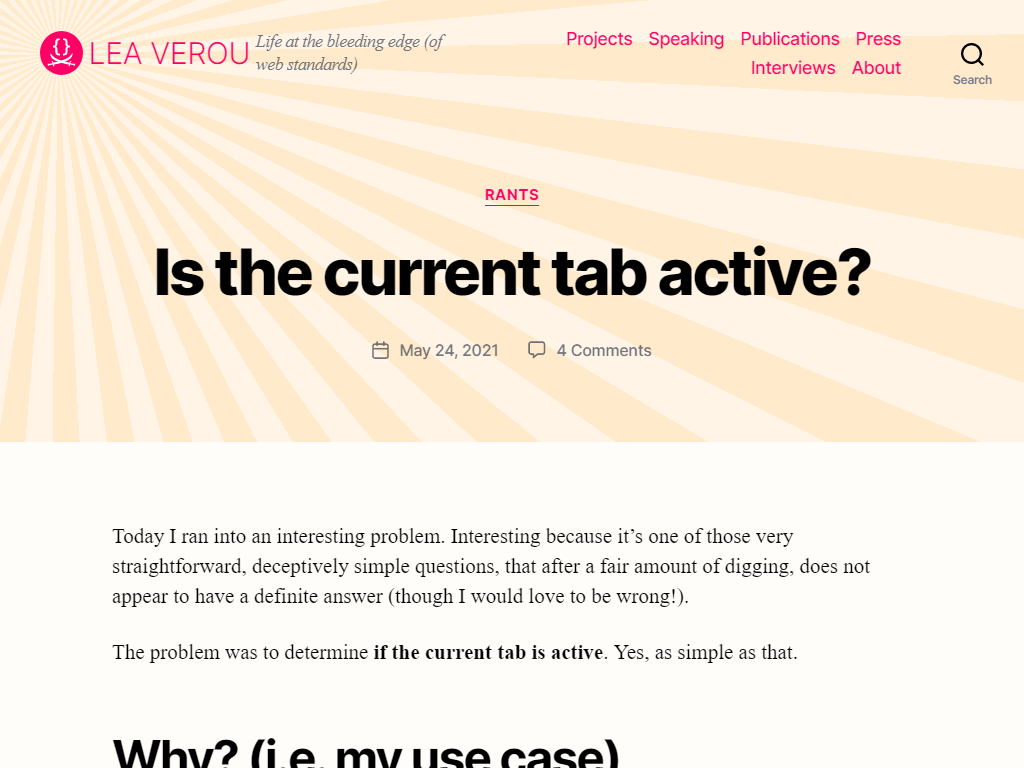 LEA VEROU
Life at the bleeding edge (of
web standards)
Projects Speaking Publications Press
Interviews About
Search
RANTS
Is the current tab active?
May 24, 2021 4 Comments
Today I ran into an interesting problem. Interesting because it’s one of those very
straightforward, deceptively simple questions, that after a fair amount of digging, does not
appear to have a definite answer (though I would love to be wrong!).
The problem was to determine if the current tab is active. Yes, as simple as that.
Why? (i.e. my use case)